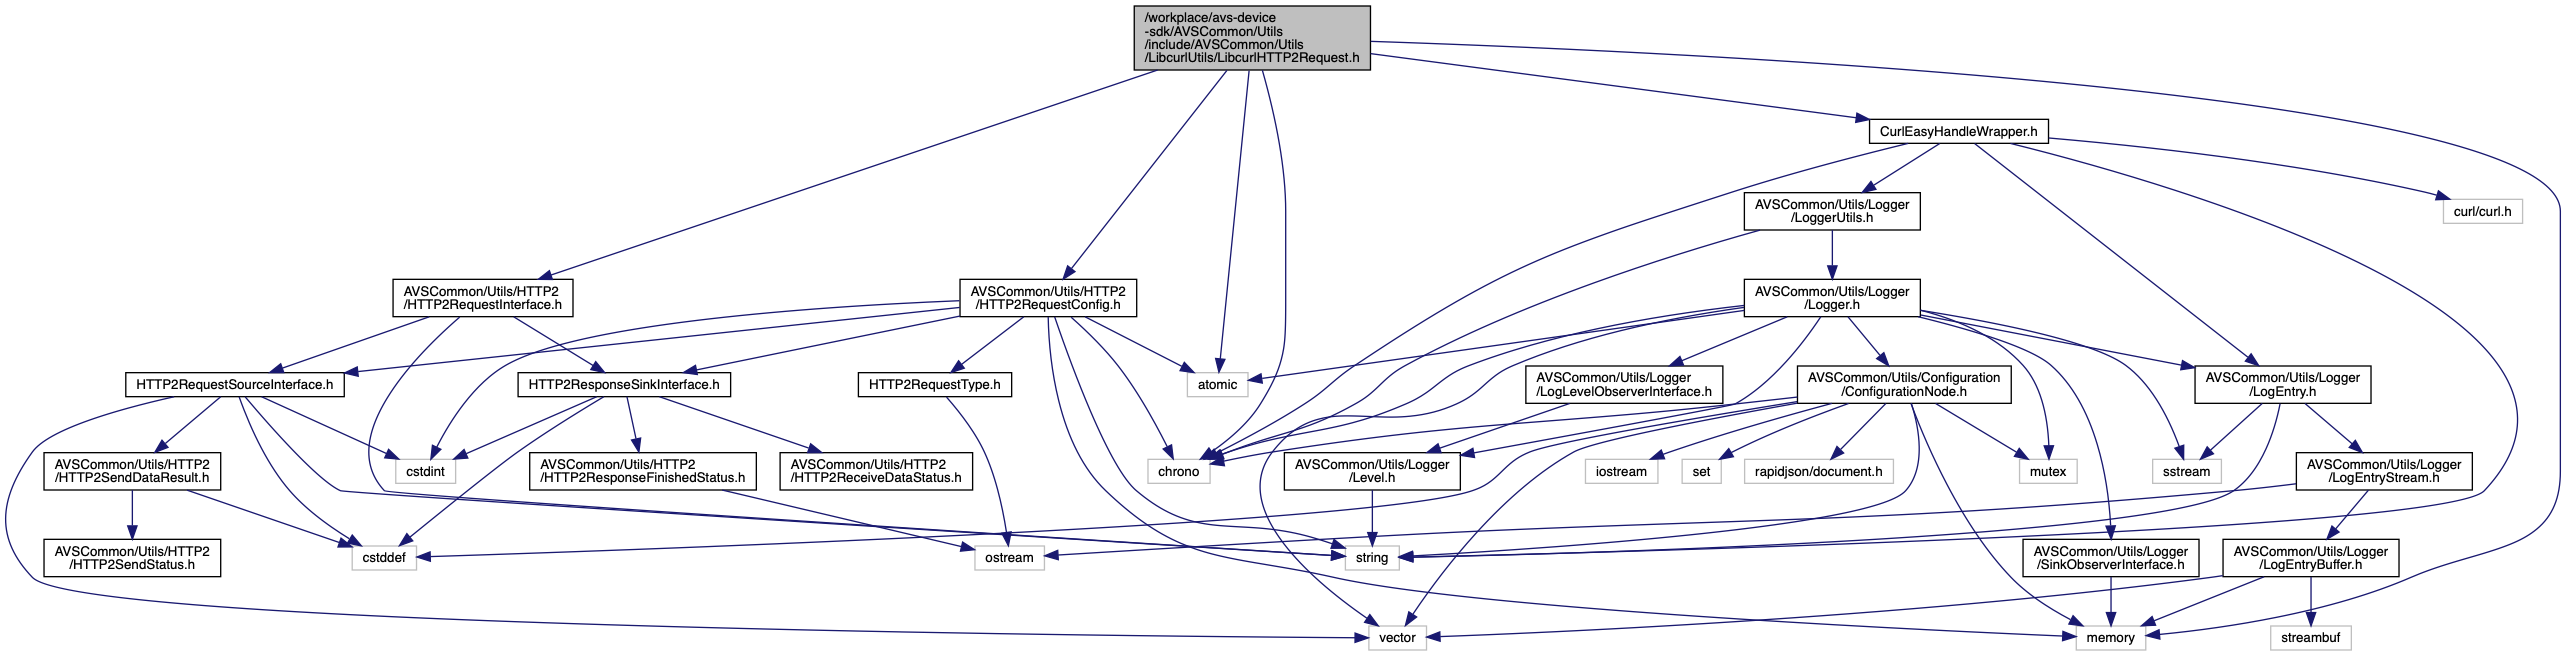 /workplace/avs-device
-sdk/AVSCommon/Utils
/include/AVSCommon/Utils
/LibcurlUtils/LibcurlHTTP2Request.h
CurlEasyHandleWrapper.h
AVSCommon/Utils/Logger
/LoggerUtils.h
curl/curl.h
AVSCommon/Utils/HTTP2
/HTTP2RequestInterface.h
AVSCommon/Utils/HTTP2
/HTTP2RequestConfig.h
AVSCommon/Utils/Logger
/Logger.h
HTTP2RequestSourceInterface.h
HTTP2ResponseSinkInterface.h
HTTP2RequestType.h
atomic
AVSCommon/Utils/Logger
/LogLevelObserverInterface.h
AVSCommon/Utils/Configuration
/ConfigurationNode.h
AVSCommon/Utils/Logger
/LogEntry.h
AVSCommon/Utils/HTTP2
/HTTP2SendDataResult.h
cstdint
AVSCommon/Utils/HTTP2
/HTTP2ResponseFinishedStatus.h
AVSCommon/Utils/HTTP2
/HTTP2ReceiveDataStatus.h
chrono
AVSCommon/Utils/Logger
/Level.h
iostream
set
rapidjson/document.h
mutex
sstream
AVSCommon/Utils/Logger
/LogEntryStream.h
AVSCommon/Utils/HTTP2
/HTTP2SendStatus.h
cstddef
ostream
string
AVSCommon/Utils/Logger
/SinkObserverInterface.h
AVSCommon/Utils/Logger
/LogEntryBuffer.h
vector
memory
streambuf